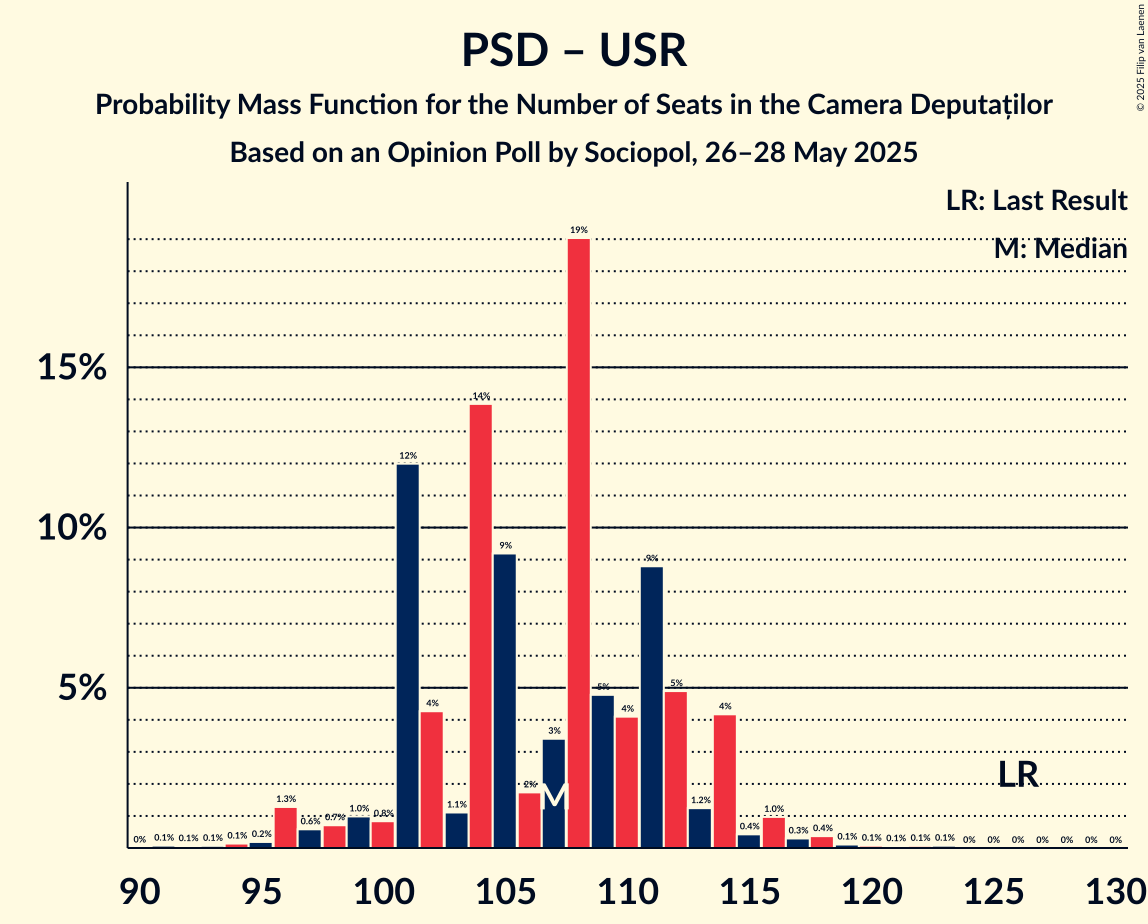 PSD – USR
Probability Mass Function for the Number of Seats in the Camera Deputaților
Based on an Opinion Poll by Sociopol, 26–28 May 2025
© 2025 Filip van Laenen
LR: Last Result
M: Median
19%
15%
14%
12%
10%
9%
9%
5%
5%
5%
4%
4%
4%
3%
2%
M
LR
1.3%
1.2%
1.1%
1.0%
1.0%
0.8%
0.7%
0.6%
0.4%
0.4%
0.3%
0% 0.1% 0.1% 0.1% 0.1% 0.2%
0.1% 0.1% 0.1% 0.1% 0.1% 0% 0% 0% 0% 0% 0% 0%
90 95 100 105 110 115 120 125 130